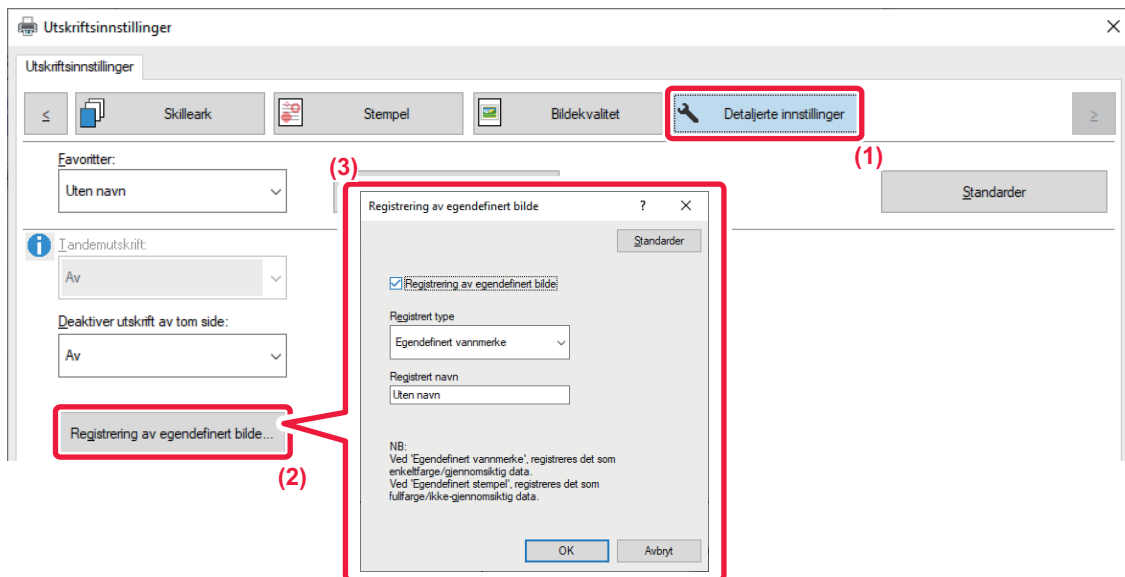 Utskriftsinnstillinger
Utskriftsinnstillinger
< Skilleark Stempel Bildekvalitet Detaljerte innstillinger >
(1)
Favoritter:
Uten navn
Standarder
(3)
Tandemutskrift:
Av
Deaktiver utskrift av tom side:
Av
Registrering av egendefinert bilde...
(2)
Registrering av egendefinert bilde ?
Standarder
Registrering av egendefinert bilde
Registrert type
Egendefinert vannmerke
Registrert navn
Uten navn
NB:
Ved 'Egendefinert vannmerke', registreres det som
enkeltfarge/gjennomsiktig data.
Ved 'Egendefinert stempel', registreres det som
fullfarge/ikke-gjennomsiktig data.
OK Avbryt